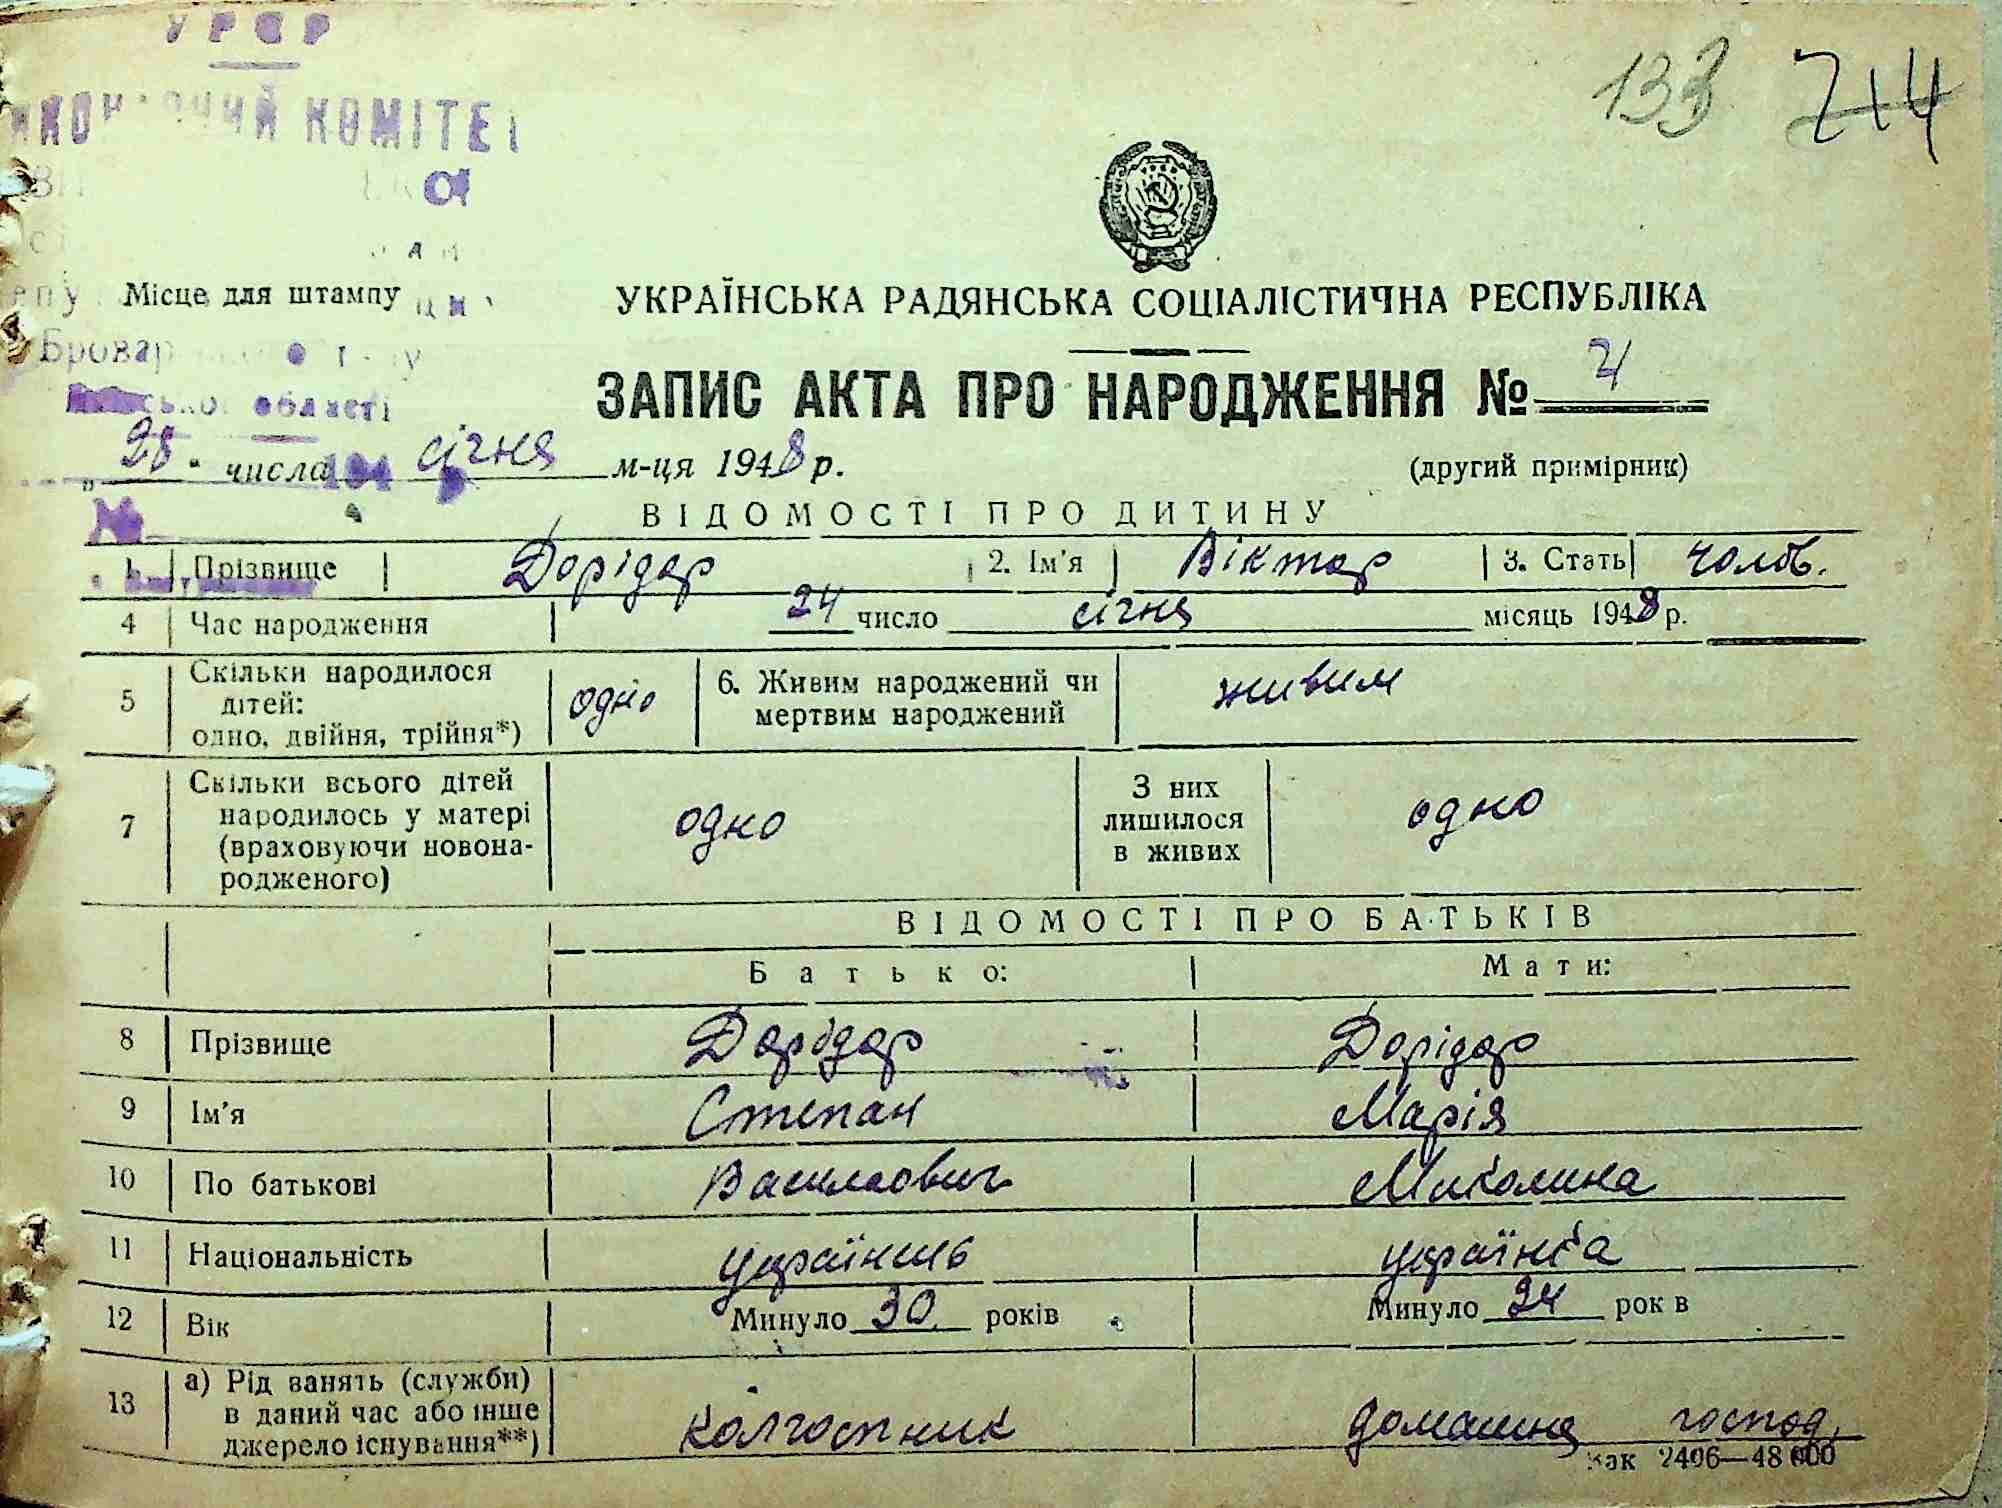 УРСР
133 714
КОМІТЕТ
Місце для штампу
УКРАЇНСЬКА РАДЯНСЬКА СОЦІАЛІСТИЧНА РЕСПУБЛІКА
Бровар
області
ЗАПИС АКТА ПРО НАРОДЖЕННЯ № 4
„28" числа січня м-ця 1948 р. (другий примірник)
№
ВІДОМОСТІ ПРО ДИТИНУ
1. Прізвище Дорідор 2. Ім'я Віктор 3. Стать чолов.
4 Час народження 24 число січня місяць 1948 р.
5 Скільки народилося дітей: одно, двійня, трійня*) одно 6. Живим народжений чи мертвим народжений живим
7 Скільки всього дітей народилось у матері (враховуючи новонародженого) одно З них лишилося в живих одно
ВІДОМОСТІ ПРО БАТЬКІВ
Батько: Мати:
8 Прізвище Дорідор Дорідор
9 Ім'я Степан Марія
10 По батькові Васильович Миколина
11 Національність українець українка
12 Вік Минуло 30 років Минуло 24 рок в
13 а) Рід занять (служби) в даний час або інше джерело існування**) колгоспник домашня господ.
Зак 2406—48 000